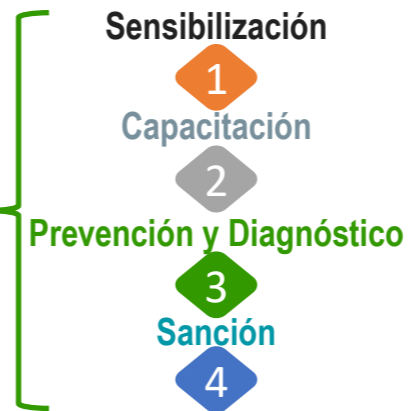 Sensibilización
1
Capacitación
2
Prevención y Diagnóstico
3
Sanción
4